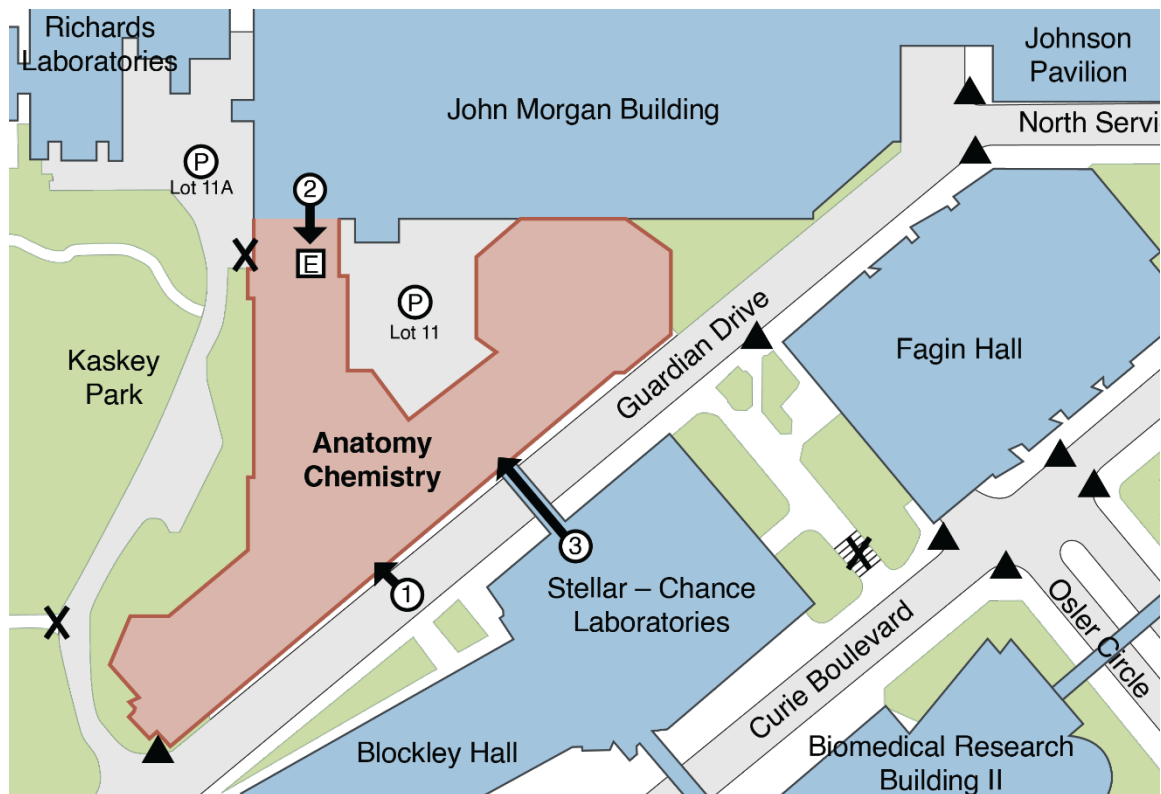 Richards
Laboratories
John Morgan Building
Johnson
Pavilion
North Servi
P
Lot 11A
2
E
P
Lot 11
Kaskey
Park
Guardian Drive
Fagin Hall
Anatomy
Chemistry
3
1
Stellar – Chance
Laboratories
Osler Circle
Curie Boulevard
Blockley Hall
Biomedical Research
Building II